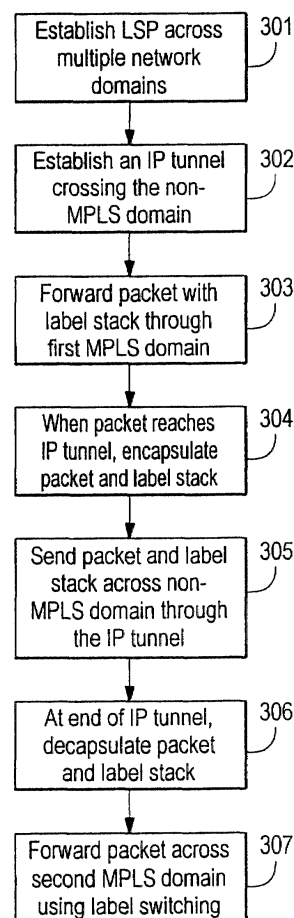 Establish LSP across
multiple network
domains
301
Establish an IP tunnel
crossing the non-
MPLS domain
302
Forward packet with
label stack through
first MPLS domain
303
When packet reaches
IP tunnel, encapsulate
packet and label stack
304
Send packet and label
stack across non-
MPLS domain through
the IP tunnel
305
At end of IP tunnel,
decapsulate packet
and label stack
306
Forward packet across
second MPLS domain
using label switching
307